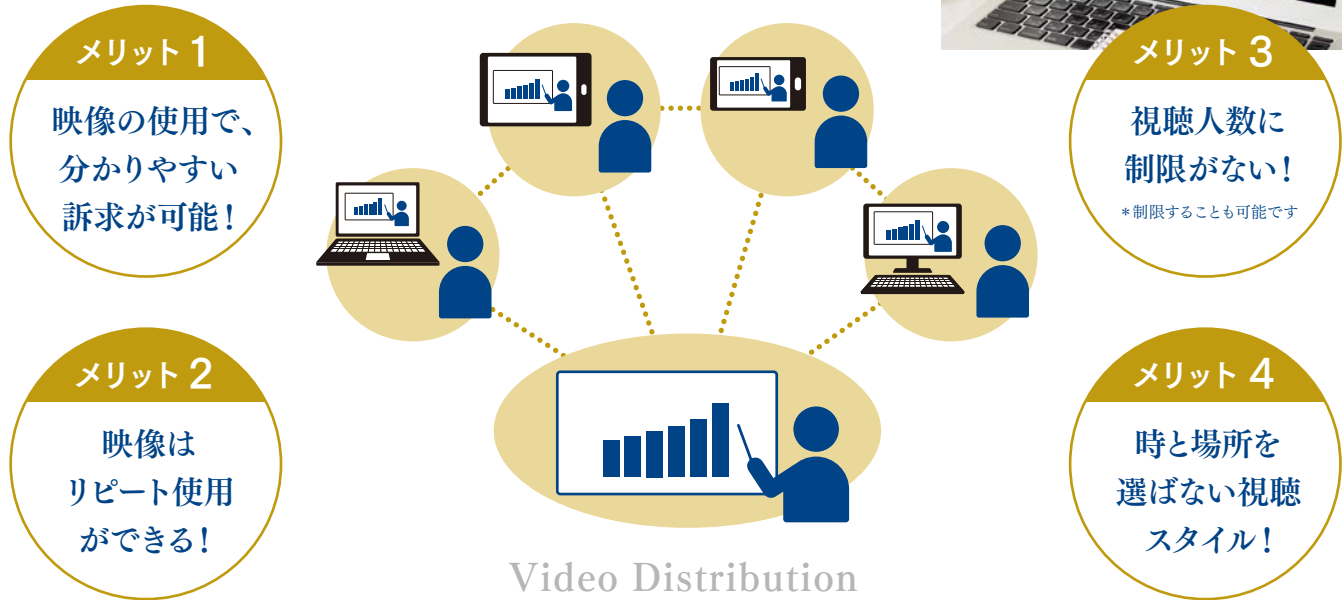 メリット 1
映像の使用で、
分かりやすい
訴求が可能！
メリット 2
映像は
リピート使用
ができる！
メリット 3
視聴人数に
制限がない！
＊制限することも可能です
メリット 4
時と場所を
選ばない視聴
スタイル！
Video Distribution